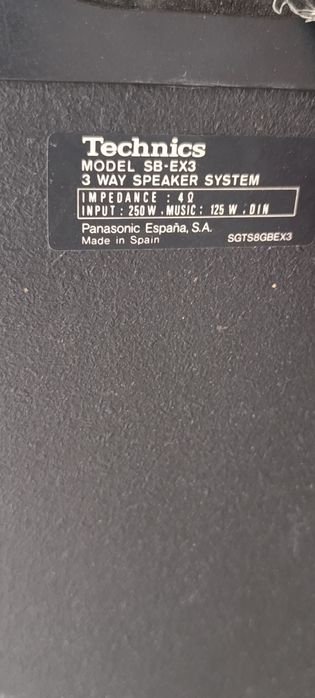 Technics
MODEL SB-EX3
3 WAY SPEAKER SYSTEM
IMPEDANCE : 4Ω
INPUT : 250W . MUSIC : 125 W . DIN
Panasonic España, S.A.
Made in Spain SGTS8GBEX3